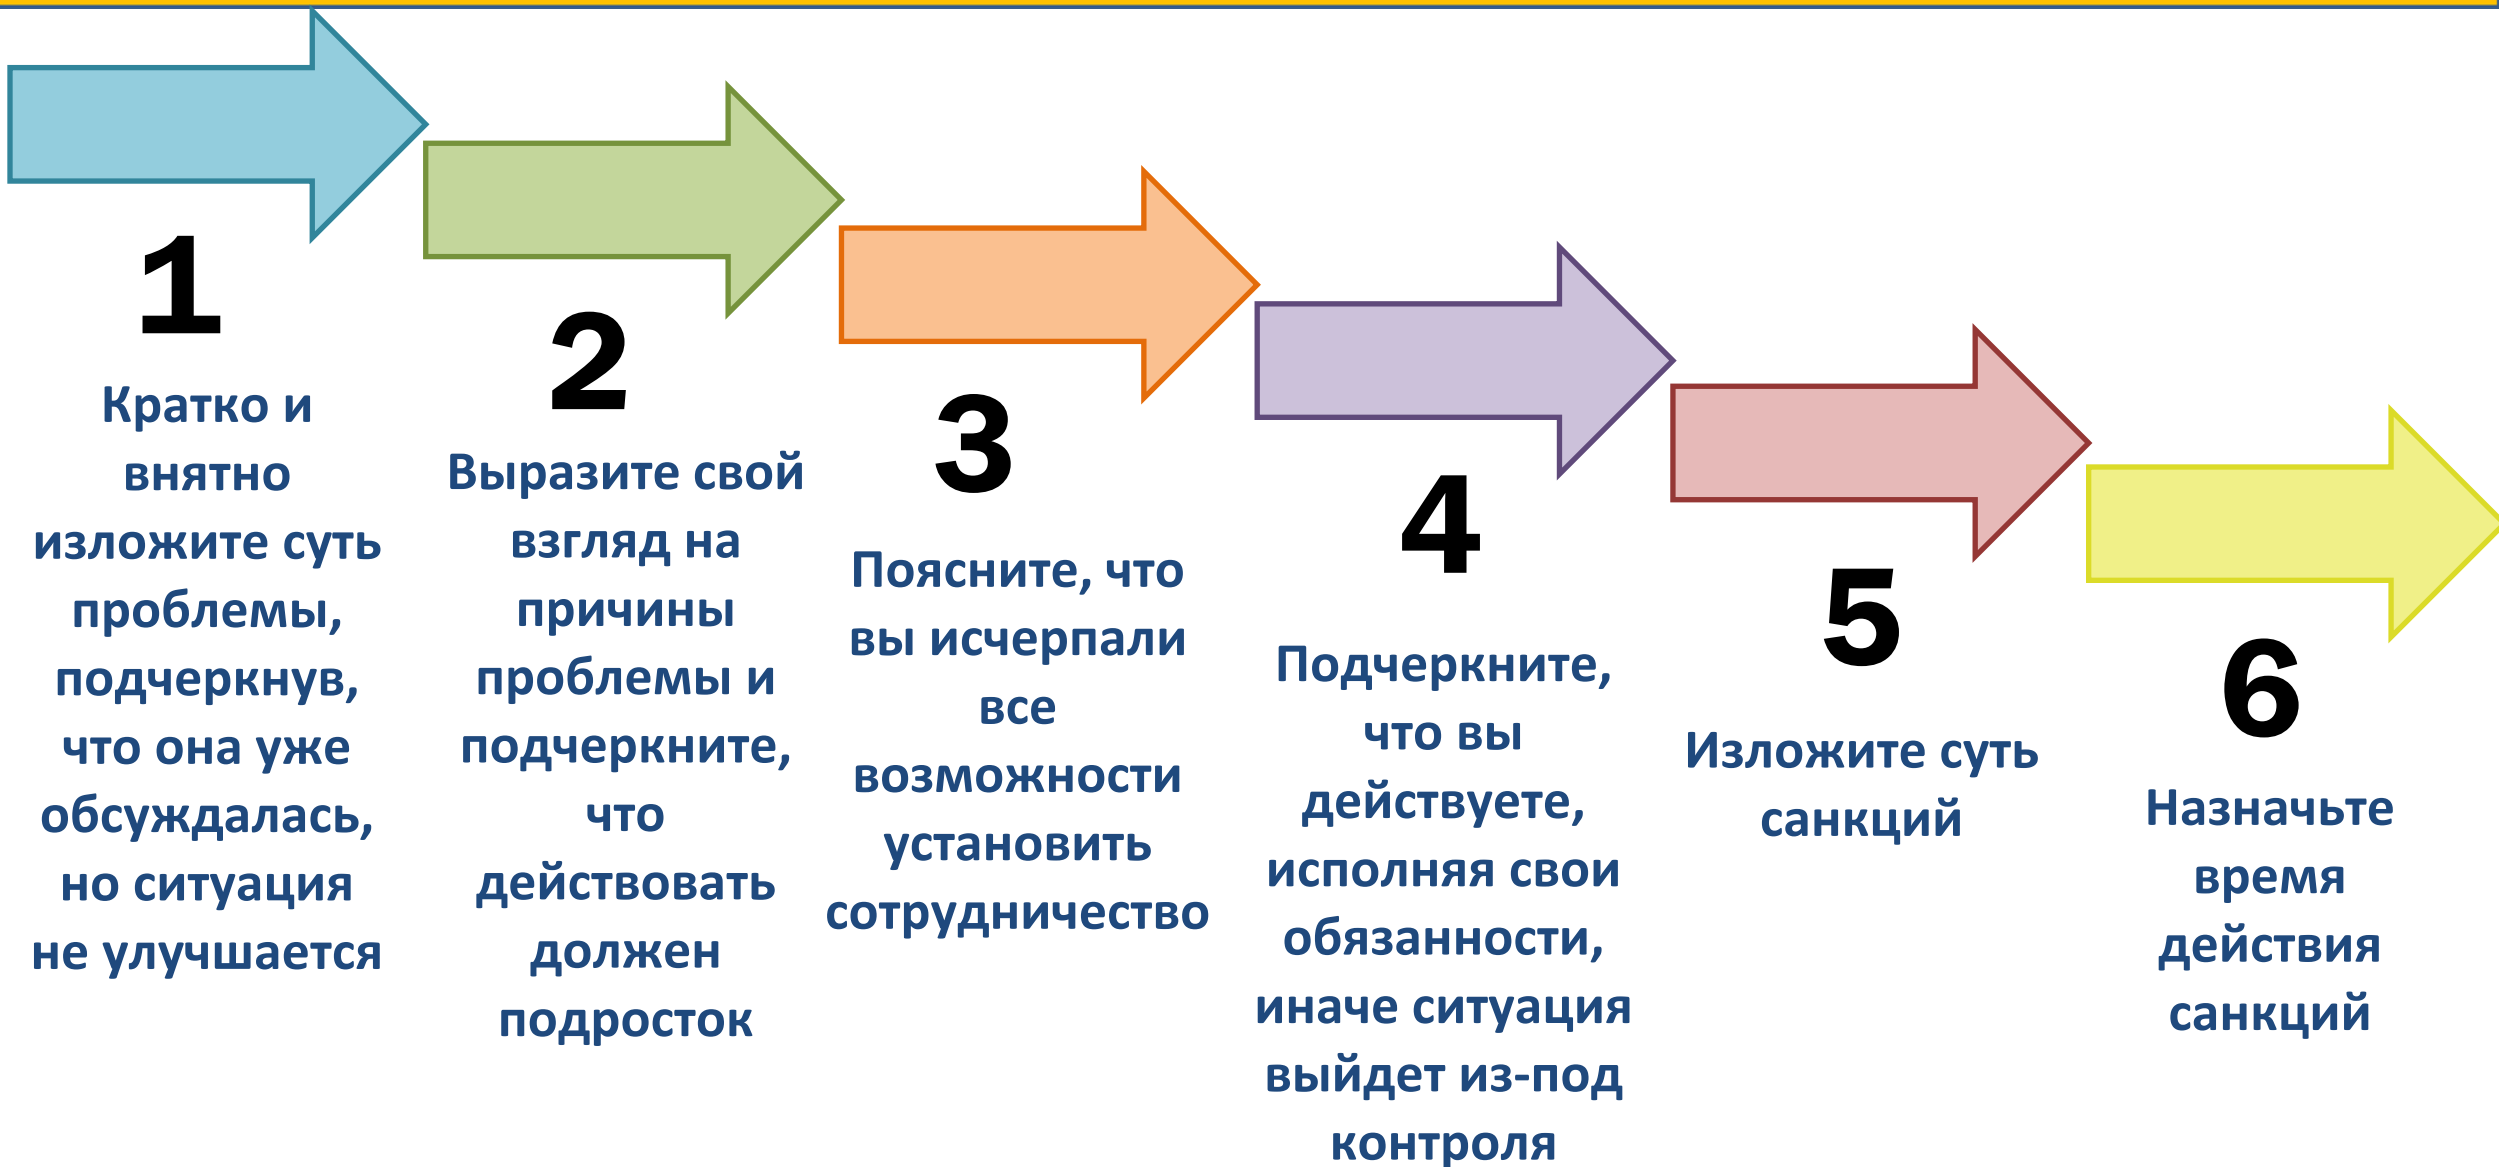 1
Кратко и
внятно
изложите суть
проблемы,
подчеркнув,
что она уже
обсуждалась,
но ситуация
не улучшается
2
Выразите свой
взгляд на
причины
проблемы и
подчеркните,
что
действовать
должен
подросток
3
Поясните, что
вы исчерпали
все
возможности
установить
сотрудничество
4
Подчеркните,
что вы
действуете,
исполняя свои
обязанности,
иначе ситуация
выйдет из-под
контроля
5
Изложите суть
саннций
6
Назначьте
время
действия
санкций